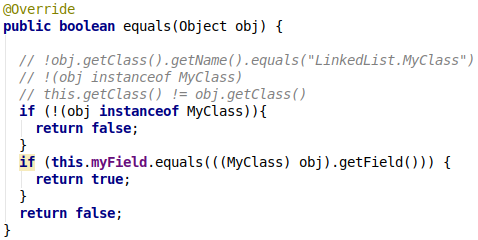 @Override
public boolean equals(Object obj) {
// !obj.getClass().getName().equals("LinkedList.MyClass")
// !(obj instanceof MyClass)
// this.getClass() != obj.getClass()
if (!(obj instanceof MyClass)){
return false;
}
if (this.myField.equals(((MyClass) obj).getField())) {
return true;
}
return false;
}